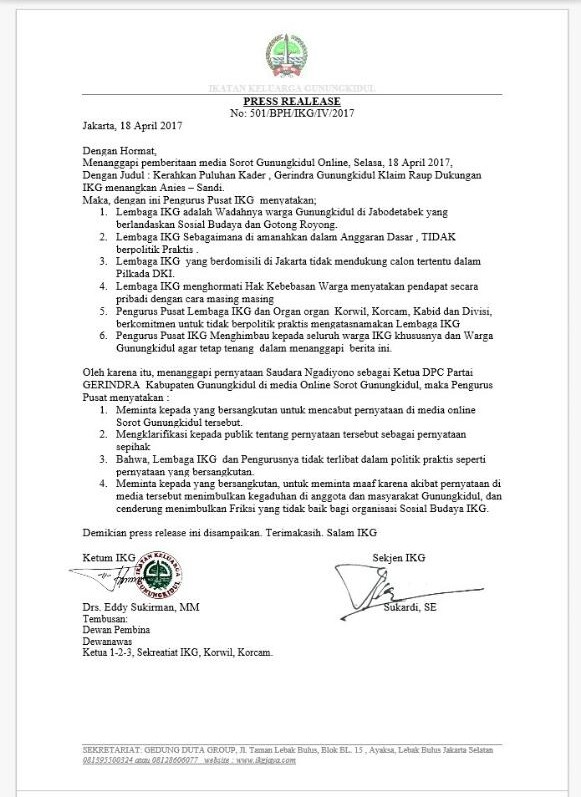 IKATAN KELUARGA GUNUNGKIDUL
PRESS REALEASE
No: 501/BPH/IKG/IV/2017
Jakarta, 18 April 2017
Dengan Hormat,
Menanggapi pemberitaan media Sorot Gunungkidul Online, Selasa, 18 April 2017,
Dengan Judul : Kerahkan Puluhan Kader , Gerindra Gunungkidul Klaim Raup Dukungan
IKG menangkan Anies – Sandi.
Maka, dengan ini Pengurus Pusat IKG menyatakan;
1. Lembaga IKG adalah Wadahnya warga Gunungkidul di Jabodetabek yang
berlandaskan Sosial Budaya dan Gotong Royong.
2. Lembaga IKG Sebagaimana di amanahkan dalam Anggaran Dasar , TIDAK
berpolitik Praktis .
3. Lembaga IKG yang berdomisili di Jakarta tidak mendukung calon tertentu dalam
Pilkada DKI.
4. Lembaga IKG menghormati Hak Kebebasan Warga menyatakan pendapat secara
pribadi dengan cara masing masing
5. Pengurus Pusat Lembaga IKG dan Organ organ Korwil, Korcam, Kabid dan Divisi,
berkomitmen untuk tidak berpolitik praktis mengatasnamakan Lembaga IKG
6. Pengurus Pusat IKG Menghimbau kepada seluruh warga IKG khususnya dan Warga
Gunungkidul agar tetap tenang dalam menanggapi berita ini.
Oleh karena itu, menanggapi pernyataan Saudara Ngadiyono sebagai Ketua DPC Partai
GERINDRA Kabupaten Gunungkidul di media Online Sorot Gunungkidul, maka Pengurus
Pusat menyatakan :
1. Meminta kepada yang bersangkutan untuk mencabut pernyataan di media online
Sorot Gunungkidul tersebut.
2. Mengklarifikasi kepada publik tentang pernyataan tersebut sebagai pernyataan
sepihak
3. Bahwa, Lembaga IKG dan Pengurusnya tidak terlibat dalam politik praktis seperti
pernyataan yang bersangkutan.
4. Meminta kepada yang bersangkutan, untuk meminta maaf karena akibat pernyataan di
media tersebut menimbulkan kegaduhan di anggota dan masyarakat Gunungkidul, dan
cenderung menimbulkan Friksi yang tidak baik bagi organisasi Sosial Budaya IKG.
Demikian press release ini disampaikan. Terimakasih. Salam IKG
Ketum IKG Sekjen IKG
IKATAN KELUARGA
GUNUNGKIDUL
Drs. Eddy Sukirman, MM Sukardi, SE
Tembusan:
Dewan Pembina
Dewanawas
Ketua 1-2-3, Sekreatiat IKG, Korwil, Korcam.
SEKRETARIAT: GEDUNG DUTA GROUP, Jl. Taman Lebak Bulus, Blok BL. 15 , Ayaksa, Lebak Bulus Jakarta Selatan
081395500324 atau 08128606077 website : www.ikgjaya.com